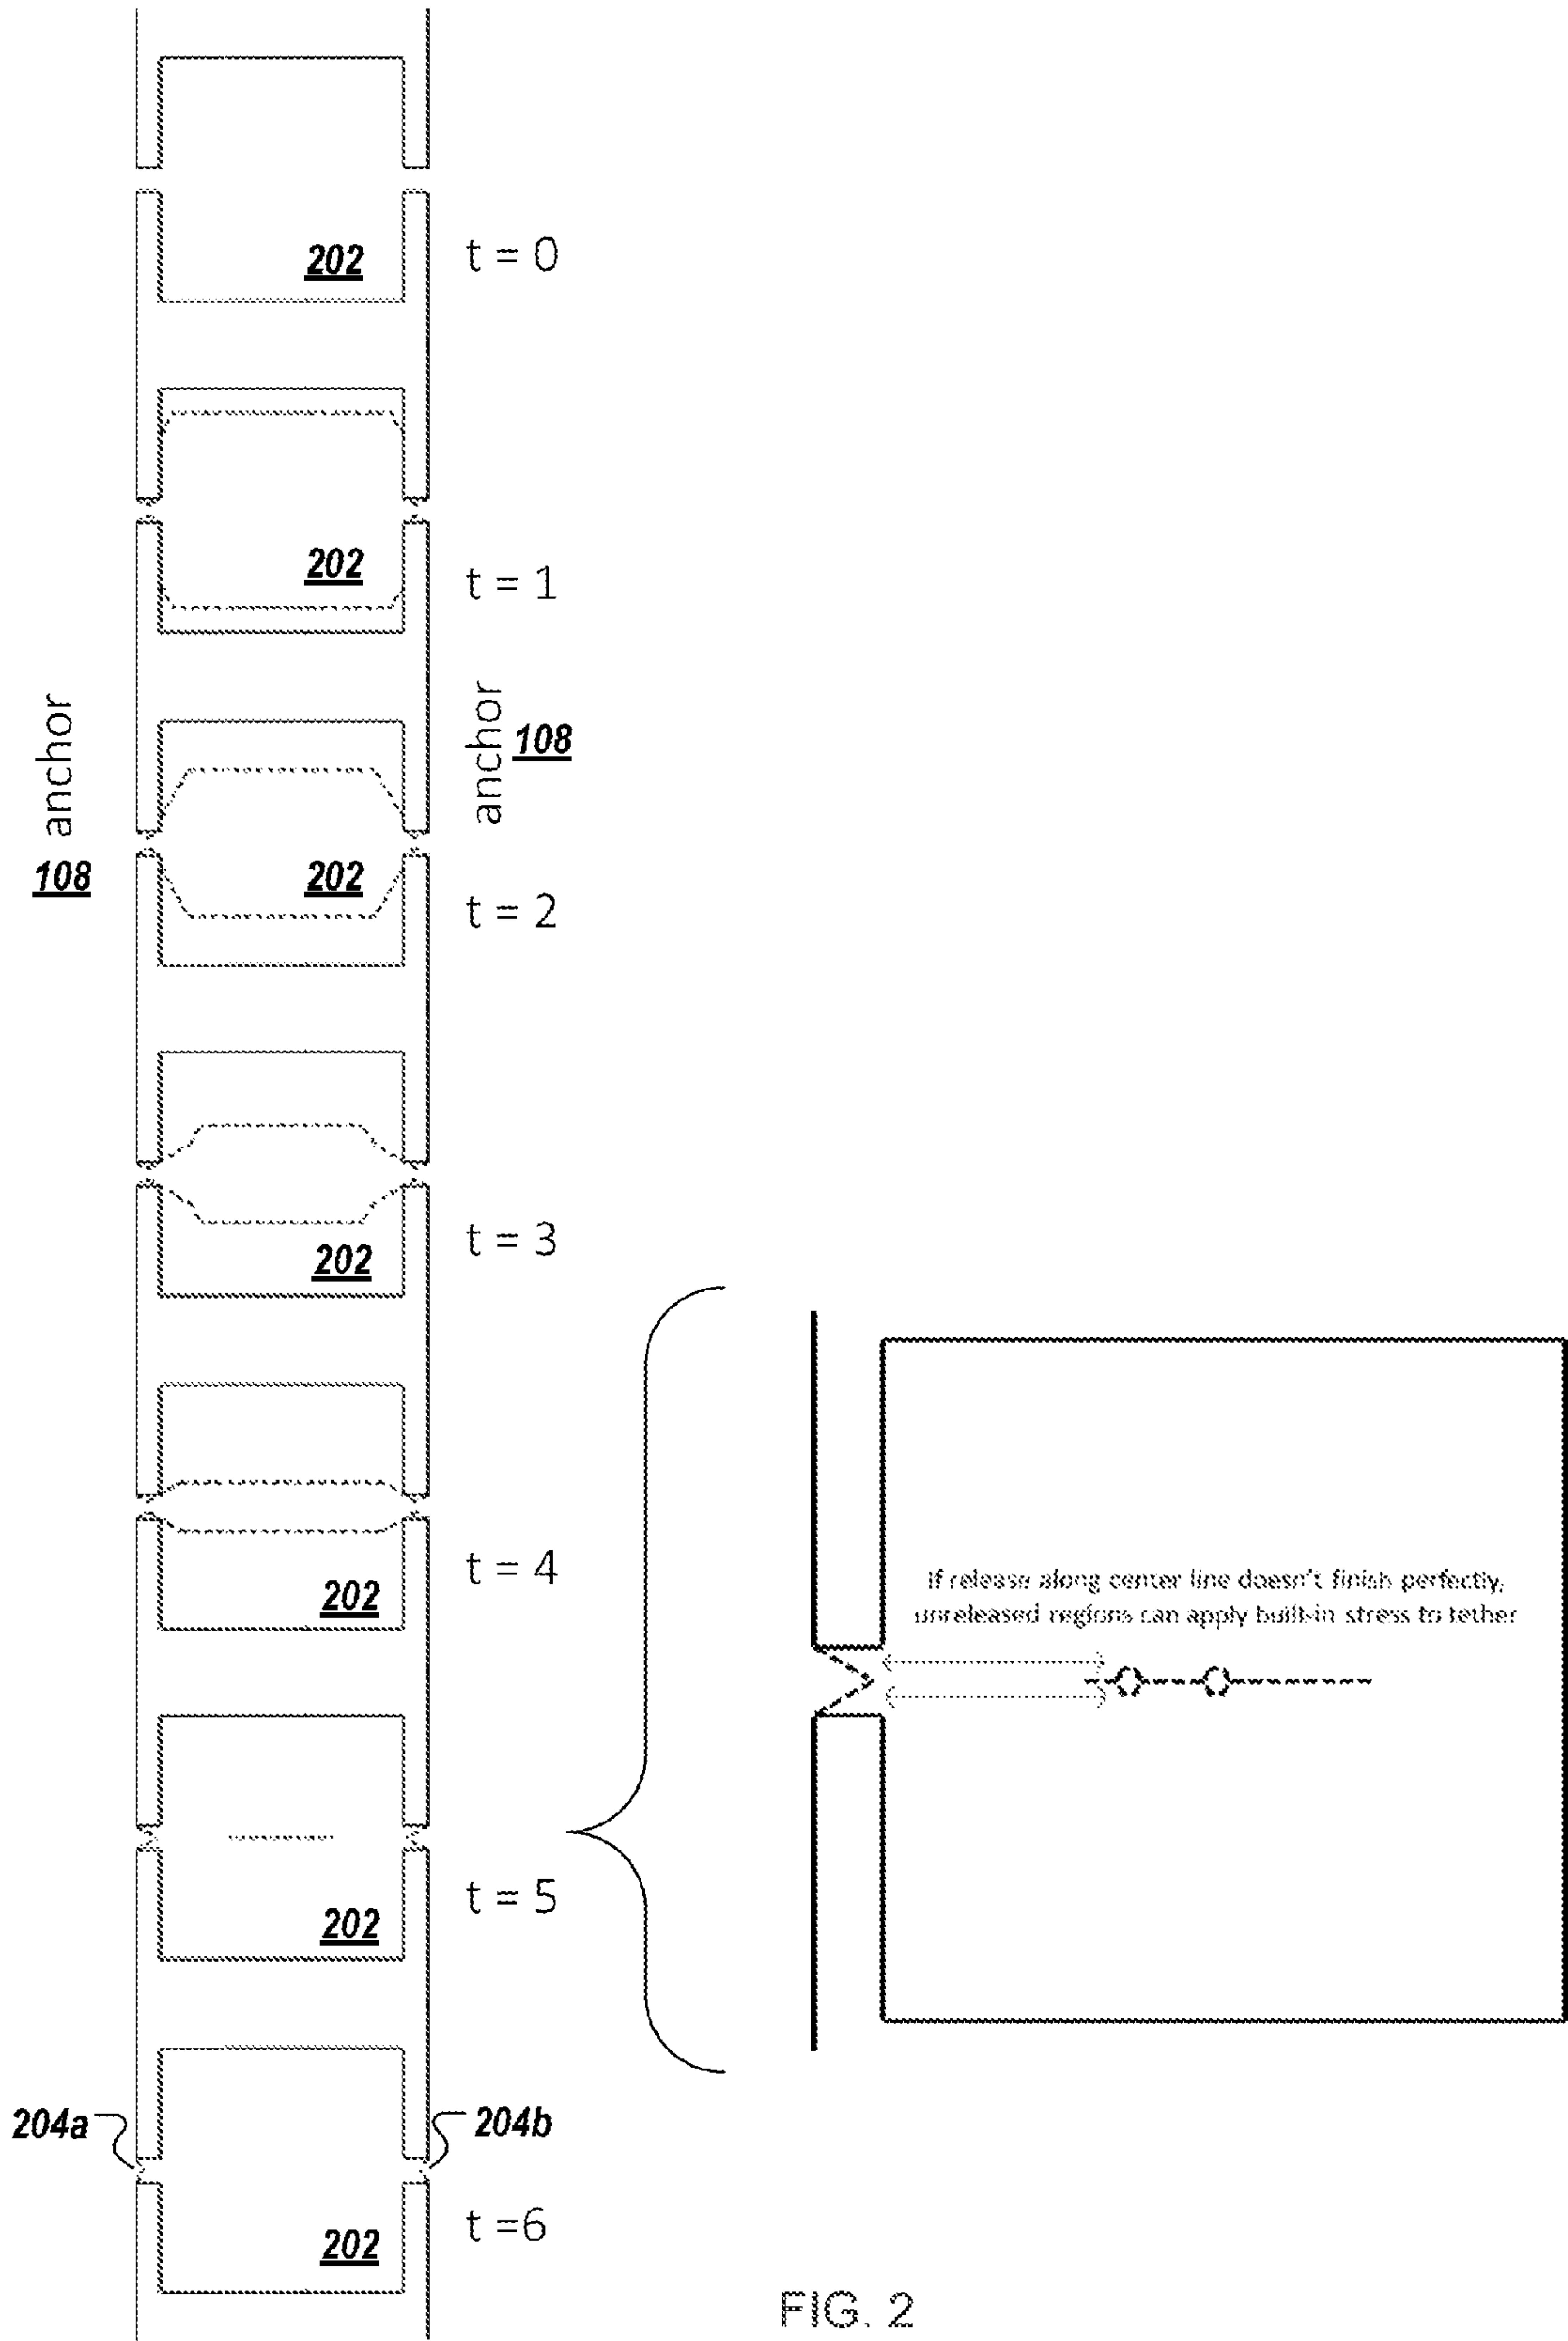 202
t = 0
202
t = 1
anchor
108
anchor
108
202
t = 2
202
t = 3
202
t = 4
If release along center line doesn't finish perfectly,
unreleased regions can apply built-in stress to tether
202
t = 5
204a
204b
202
t =6
FIG. 2